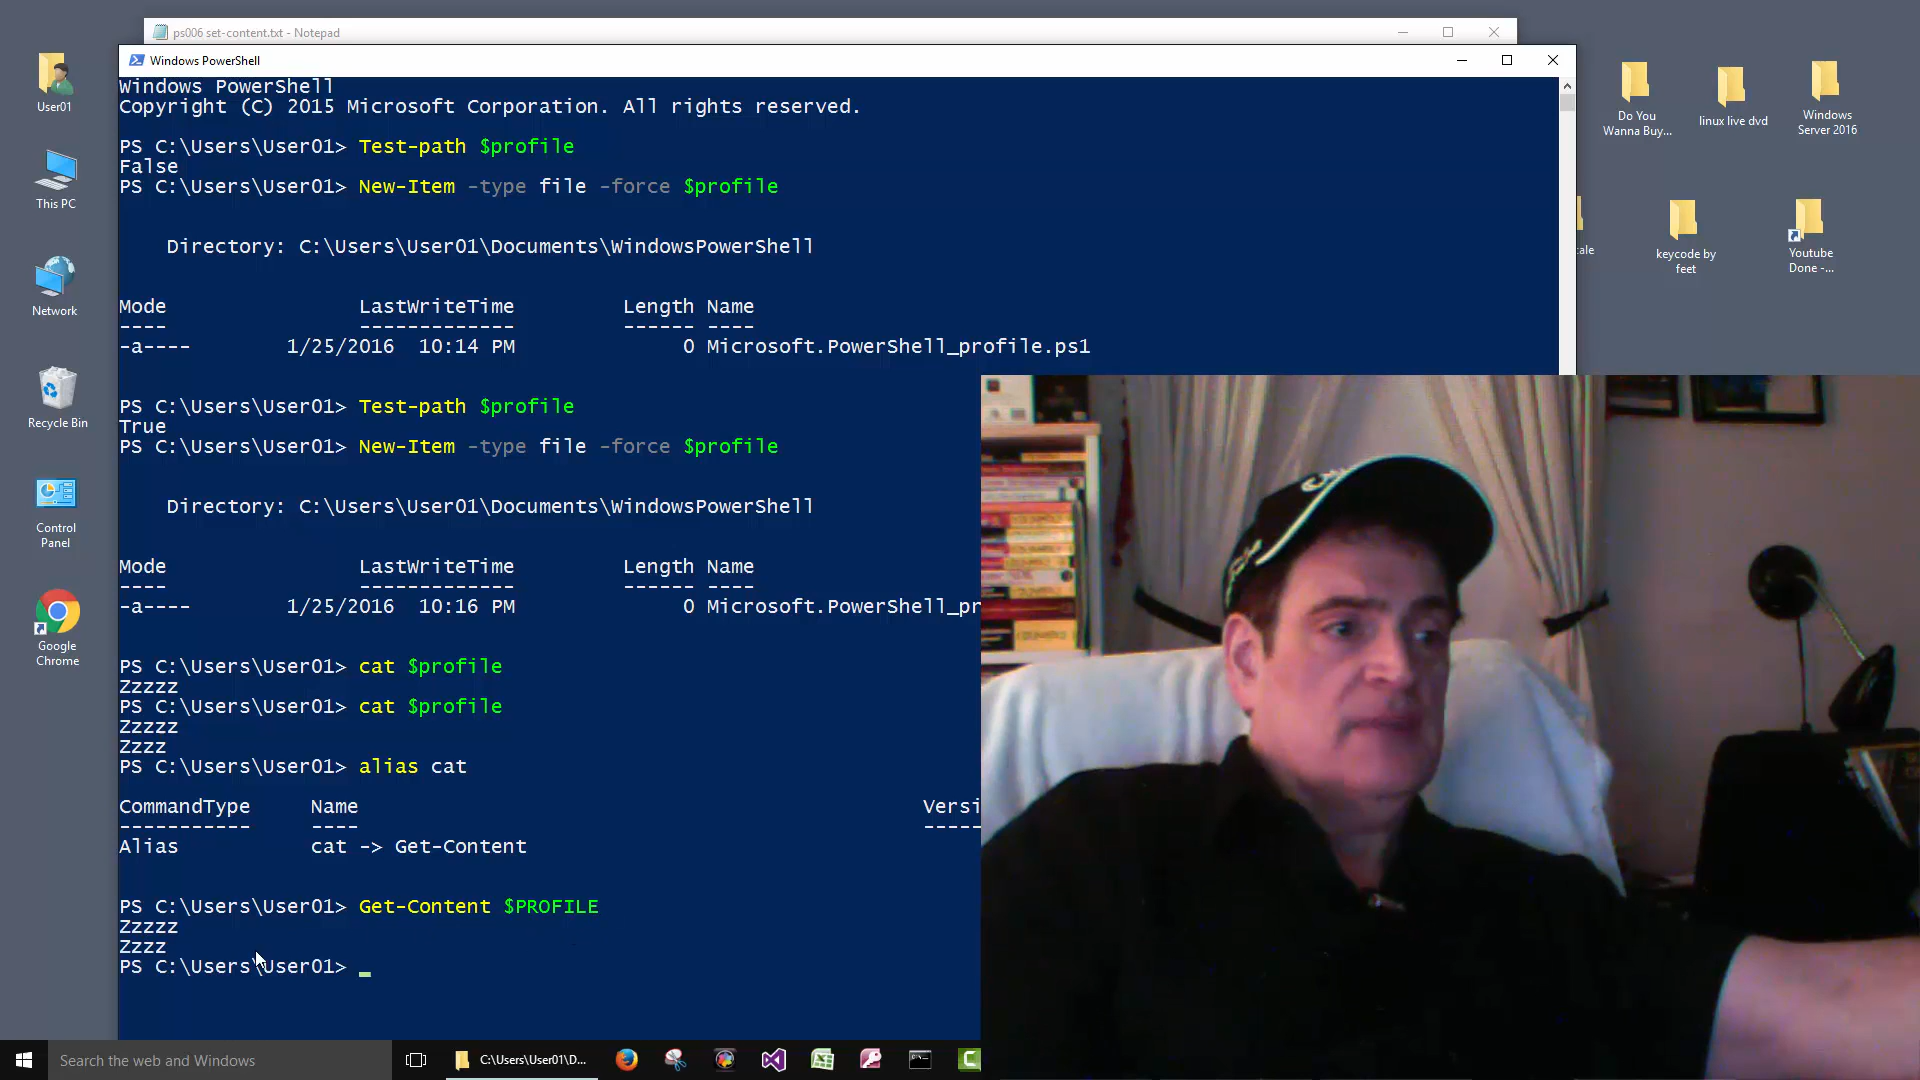 ps006 set-content.txt - Notepad
Windows PowerShell
Windows PowerShell
Copyright (C) 2015 Microsoft Corporation. All rights reserved.
PS C:\Users\User01> Test-path $profile
False
PS C:\Users\User01> New-Item -type file -force $profile
Directory: C:\Users\User01\Documents\WindowsPowerShell
Mode LastWriteTime Length Name
---- ------------- ------ ----
-a---- 1/25/2016 10:14 PM 0 Microsoft.PowerShell_profile.ps1
PS C:\Users\User01> Test-path $profile
True
PS C:\Users\User01> New-Item -type file -force $profile
Directory: C:\Users\User01\Documents\WindowsPowerShell
Mode LastWriteTime Length Name
---- ------------- ------ ----
-a---- 1/25/2016 10:16 PM 0 Microsoft.PowerShell_pr
PS C:\Users\User01> cat $profile
Zzzzz
PS C:\Users\User01> cat $profile
Zzzzz
Zzzz
PS C:\Users\User01> alias cat
CommandType Name Versi
----------- ---- -----
Alias cat -> Get-Content
PS C:\Users\User01> Get-Content $PROFILE
Zzzzz
Zzzz
PS C:\Users\User01>
User01
This PC
Network
Recycle Bin
Control
Panel
Google
Chrome
Do You
Wanna Buy...
linux live dvd
Windows
Server 2016
cale
keycode by
feet
Youtube
Done -...
Search the web and Windows
C:\Users\User01\D...